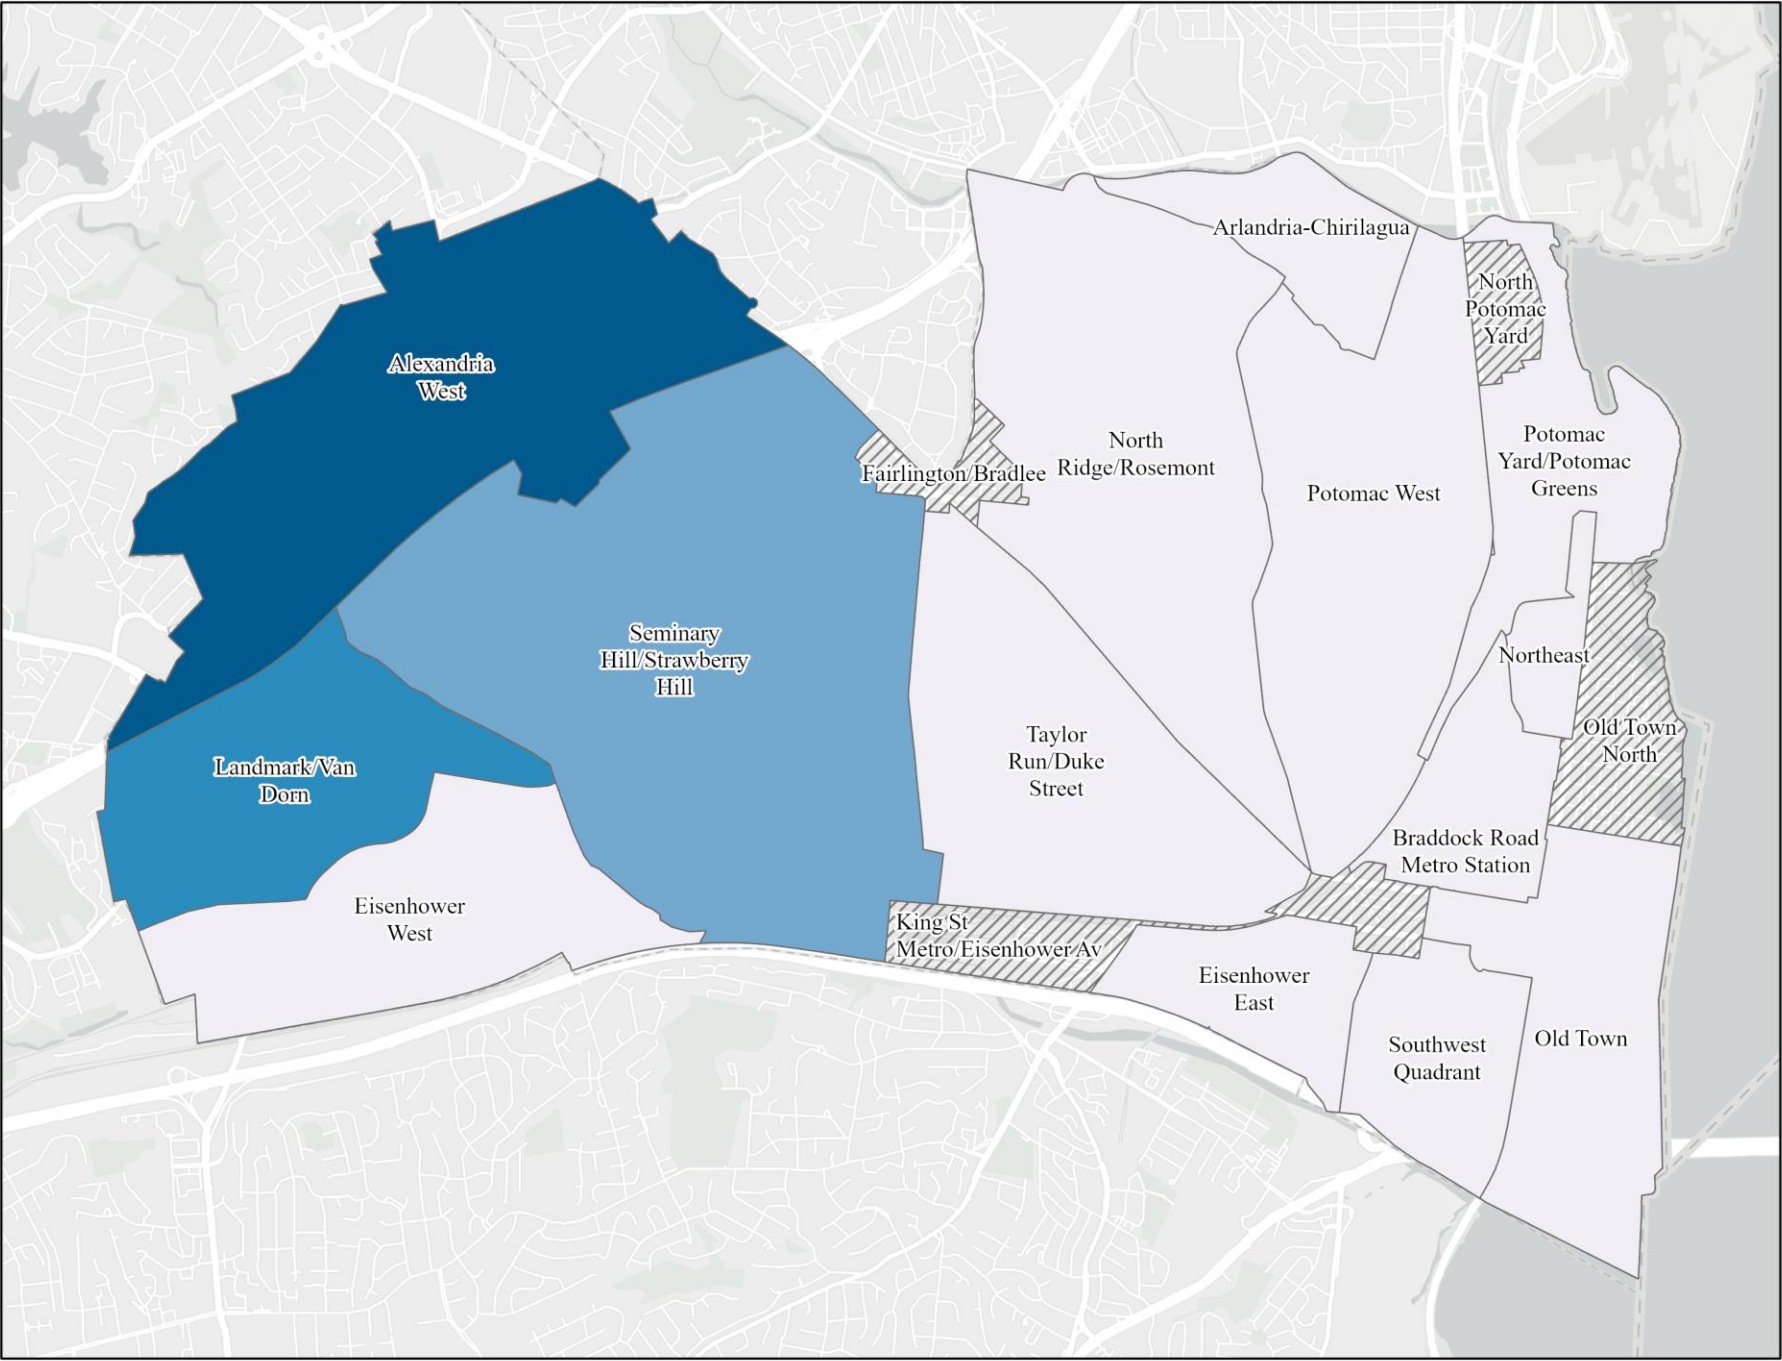 Arlandria-Chirilagua
North
Potomac
Yard
Alexandria
West
North
Ridge/Rosemont
Potomac
Yard/Potomac
Greens
Fairlington/Bradlee
Potomac West
Seminary
Hill/Strawberry
Hill
Northeast
Taylor
Run/Duke
Street
Old Town
North
Landmark/Van
Dorn
Braddock Road
Metro Station
Eisenhower
West
King St
Metro/Eisenhower Av
Eisenhower
East
Southwest
Quadrant
Old Town